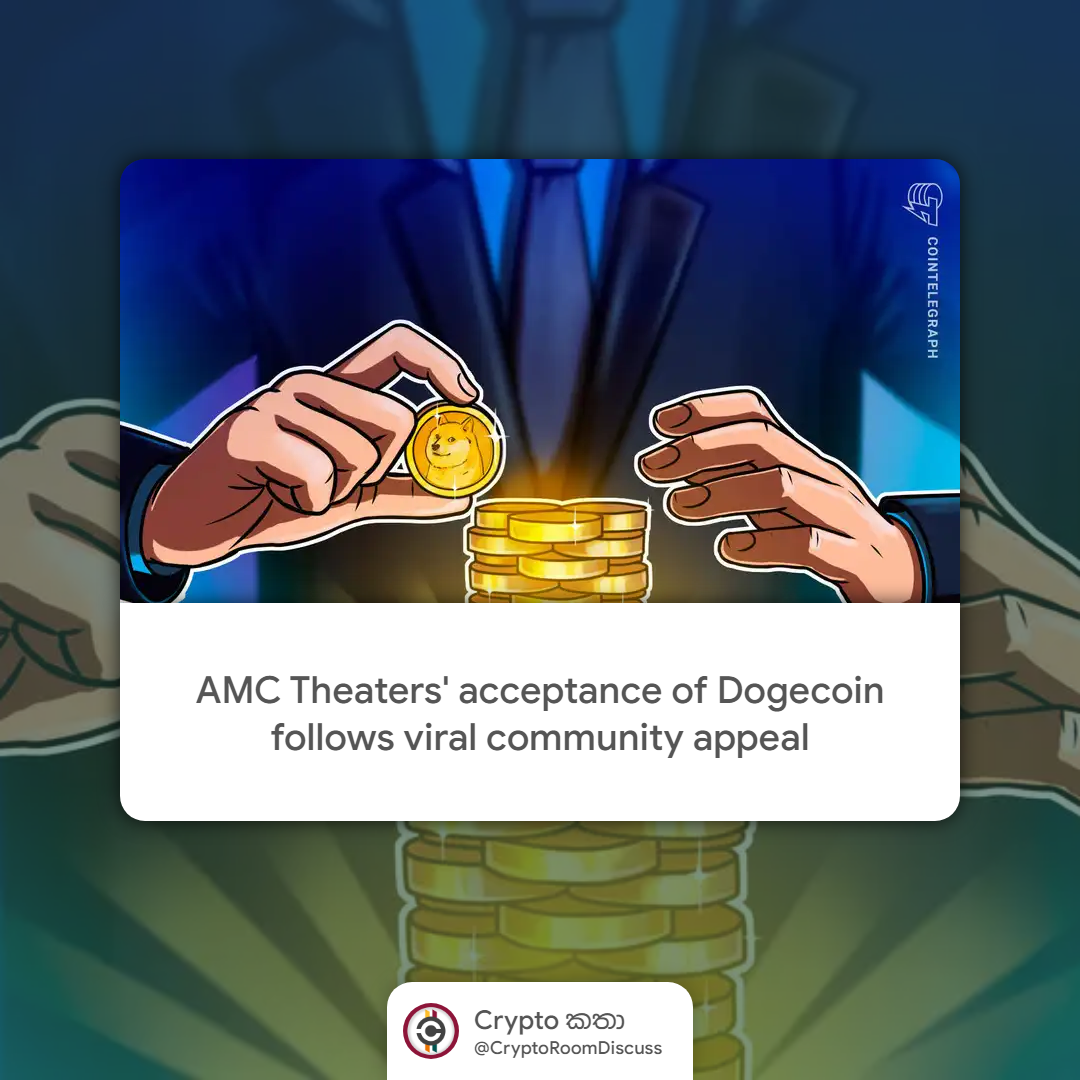 COINTELEGRAPH
AMC Theaters' acceptance of Dogecoin
follows viral community appeal
Crypto කතා
@CryptoRoomDiscuss